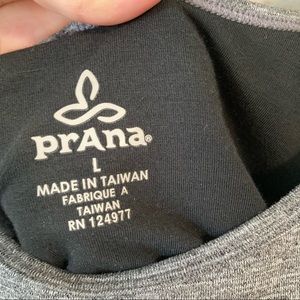 prAna®
L
MADE IN TAIWAN
FABRIQUE A
TAIWAN
RN 124977